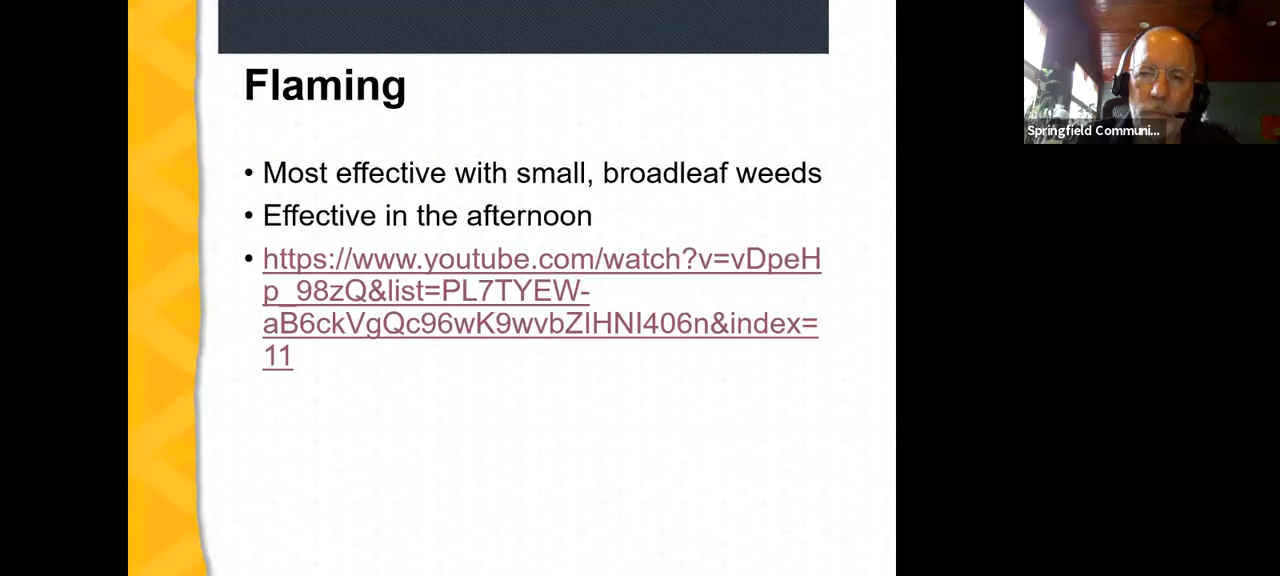 Flaming
• Most effective with small, broadleaf weeds
• Effective in the afternoon
• https://www.youtube.com/watch?v=vDpeH
p_98zQ&list=PL7TYEW-
aB6ckVgQc96wK9wvbZIHNI406n&index=
11
Springfield Communi...